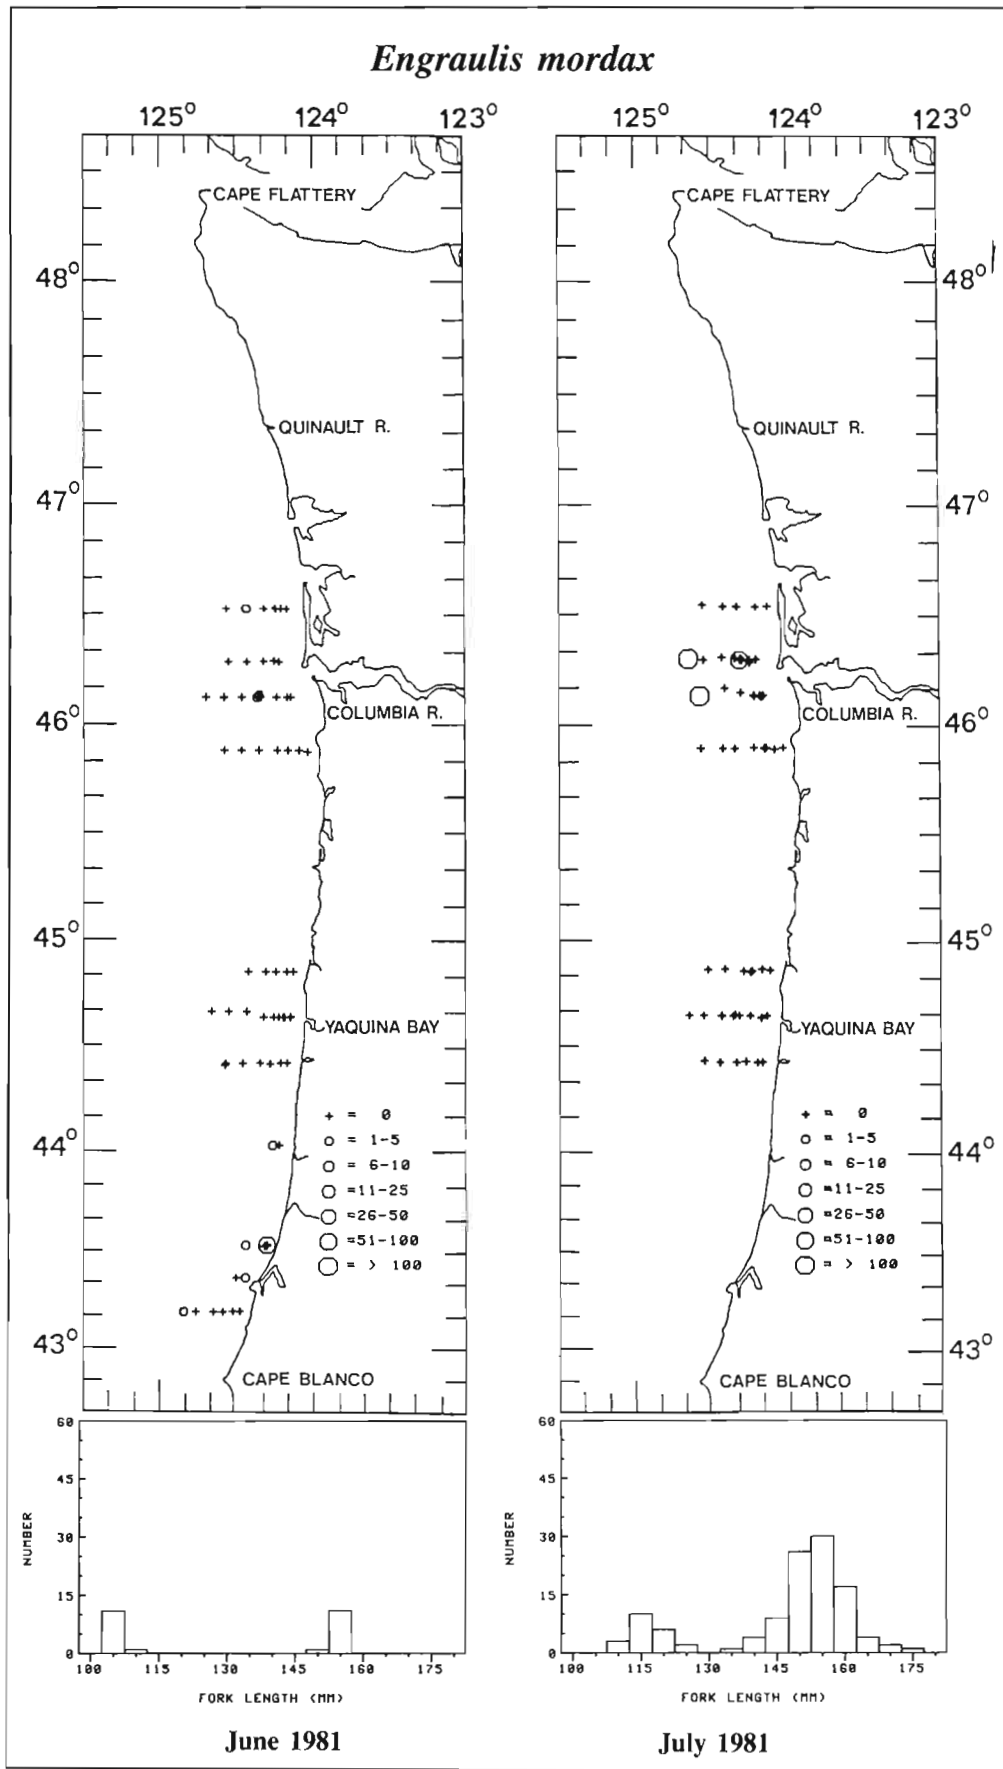 Engraulis mordax
125° 124° 123°
125° 124° 123°
CAPE FLATTERY
CAPE FLATTERY
48°
48°
QUINAULT R.
QUINAULT R.
47°
47°
COLUMBIA R.
COLUMBIA R.
46°
46°
45°
45°
YAQUINA BAY
YAQUINA BAY
+ = 0
o = 1-5
o = 6-10
o =11-25
o =26-50
o =51-100
o = > 100
+ = 0
o = 1-5
o = 6-10
o =11-25
o =26-50
o =51-100
o = > 100
44°
44°
43°
43°
CAPE BLANCO
CAPE BLANCO
60
45
30
15
0
NUMBER
100 115 130 145 160 175
FORK LENGTH (MM)
June 1981
60
45
30
15
0
NUMBER
100 115 130 145 160 175
FORK LENGTH (MM)
July 1981